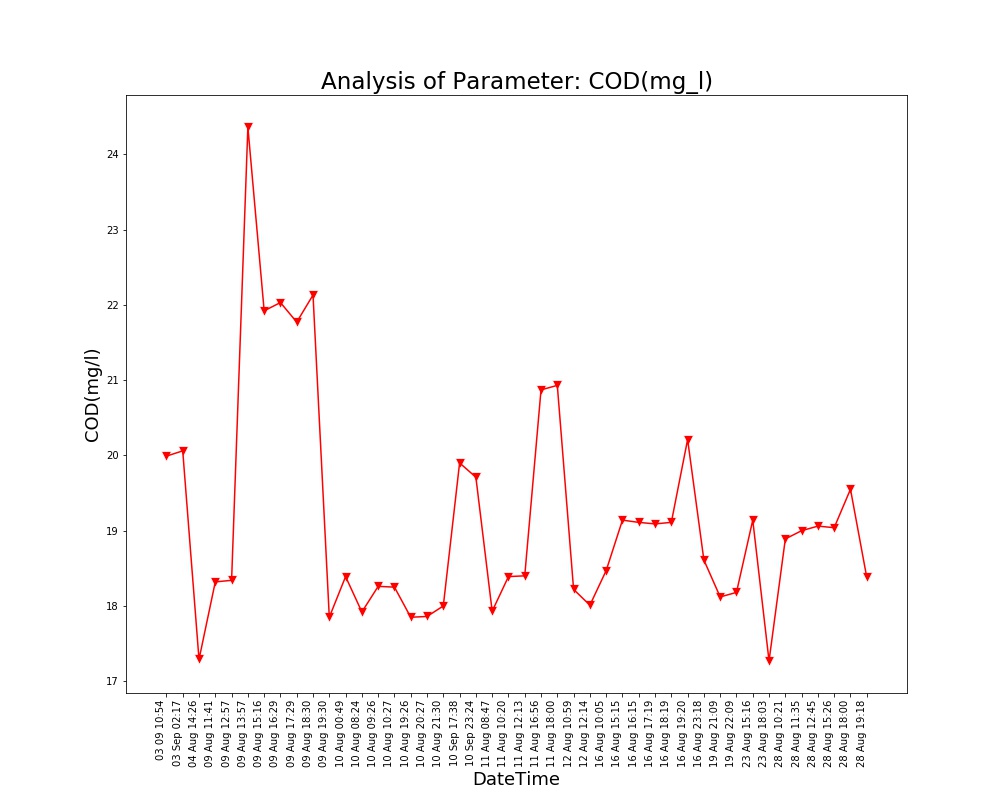 Analysis of Parameter: COD(mg_l)
COD(mg/l)
24
23
22
21
20
19
18
17
03 09 10:54
03 Sep 02:17
04 Aug 14:26
09 Aug 11:41
09 Aug 12:57
09 Aug 13:57
09 Aug 15:16
09 Aug 16:29
09 Aug 17:29
09 Aug 18:30
09 Aug 19:30
10 Aug 00:49
10 Aug 08:24
10 Aug 09:26
10 Aug 10:27
10 Aug 19:26
10 Aug 20:27
10 Aug 21:30
10 Sep 17:38
10 Sep 23:24
11 Aug 08:47
11 Aug 10:20
11 Aug 12:13
11 Aug 16:56
11 Aug 18:00
12 Aug 10:59
12 Aug 12:14
16 Aug 10:05
16 Aug 15:15
16 Aug 16:15
16 Aug 17:19
16 Aug 18:19
16 Aug 19:20
16 Aug 23:18
19 Aug 21:09
19 Aug 22:09
23 Aug 15:16
23 Aug 18:03
28 Aug 10:21
28 Aug 11:35
28 Aug 12:45
28 Aug 15:26
28 Aug 18:00
28 Aug 19:18
DateTime